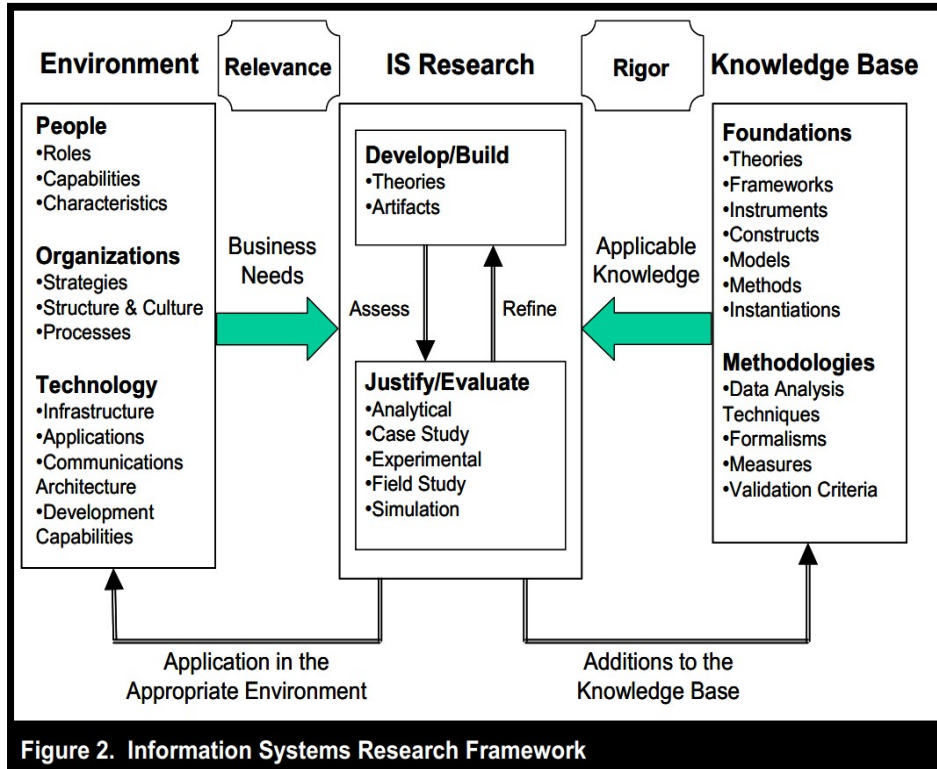 Environment
Relevance
IS Research
Rigor
Knowledge Base
People
•Roles
•Capabilities
•Characteristics
Organizations
•Strategies
•Structure & Culture
•Processes
Technology
•Infrastructure
•Applications
•Communications
Architecture
•Development
Capabilities
Business
Needs
Develop/Build
•Theories
•Artifacts
Assess
Refine
Justify/Evaluate
•Analytical
•Case Study
•Experimental
•Field Study
•Simulation
Applicable
Knowledge
Foundations
•Theories
•Frameworks
•Instruments
•Constructs
•Models
•Methods
•Instantiations
Methodologies
•Data Analysis
Techniques
•Formalisms
•Measures
•Validation Criteria
Application in the
Appropriate Environment
Additions to the
Knowledge Base
Figure 2. Information Systems Research Framework